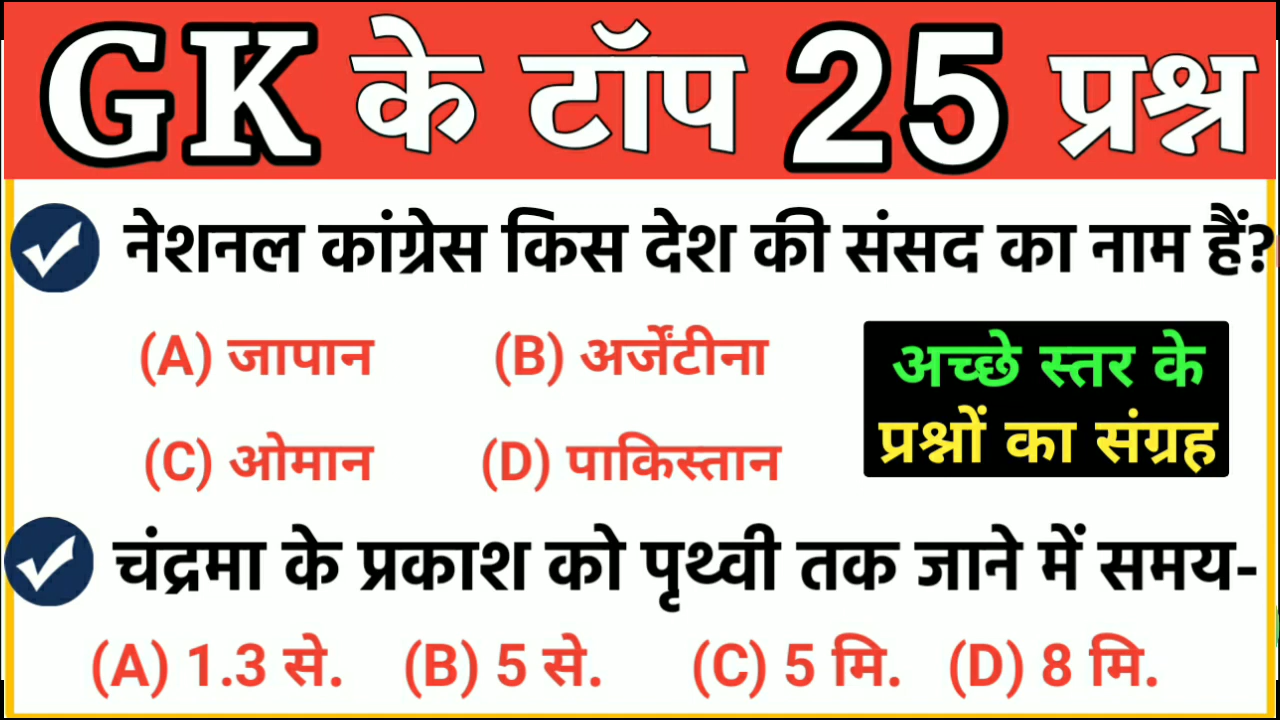 GK के टॉप 25 प्रश्न
नेशनल कांग्रेस किस देश की संसद का नाम हैं?
(A) जापान (B) अर्जेंटीना
(C) ओमान (D) पाकिस्तान
अच्छे स्तर के
प्रश्नों का संग्रह
चंद्रमा के प्रकाश को पृथ्वी तक जाने में समय-
(A) 1.3 से. (B) 5 से. (C) 5 मि. (D) 8 मि.